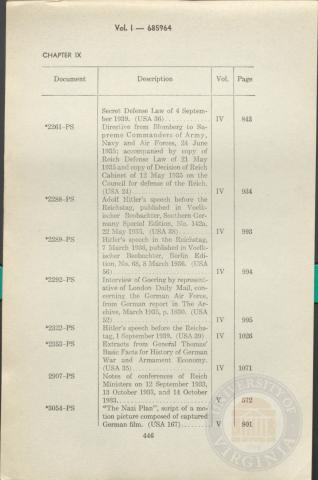 Vol. I — 685964
CHAPTER IX
Document Description Vol. Page
Secret Defense Law of 4 Septem-
ber 1938. (USA 36) IV 843
*2261-PS Directive from Blomberg to Su-
preme Commanders of Army,
Navy and Air Forces, 24 June
1935; accompanied by copy of
Reich Defense Law of 21 May
1935 and copy of Decision of Reich
Cabinet of 12 May 1935 on the
Council for defense of the Reich.
(USA 24) IV 934
*2288-PS Adolf Hitler's speech before the
Reichstag, published in Voelk-
ischer Beobachter, Southern Ger-
many Special Edition, No. 142a,
22 May 1935. (USA 38) IV 993
*2289-PS Hitler's speech in the Reichstag,
7 March 1936, published in Voelk-
ischer Beobachter, Berlin Edi-
tion, No. 68, 8 March 1936. (USA
56) IV 994
*2292-PS Interview of Goering by representa-
ative of London Daily Mail, con-
cerning the German Air Force,
from German report in The Ar-
chive, March 1935, p. 1830. (USA
52) IV 995
*2322-PS Hitler's speech before the Reichs-
tag, 1 September 1939. (USA 39) IV 1026
*2353-PS Extracts from General Thomas'
Basic Facts for History of German
War and Armament Economy.
(USA 35) IV 1071
2907-PS Notes of conferences of Reich
Ministers on 12 September 1933,
13 October 1933, and 14 October
1933. V 572
*3054-PS "The Nazi Plan", script of a mo-
tion picture composed of captured
German film. (USA 167) V 801
446
UNIVERSITY OF
VIRGINIA